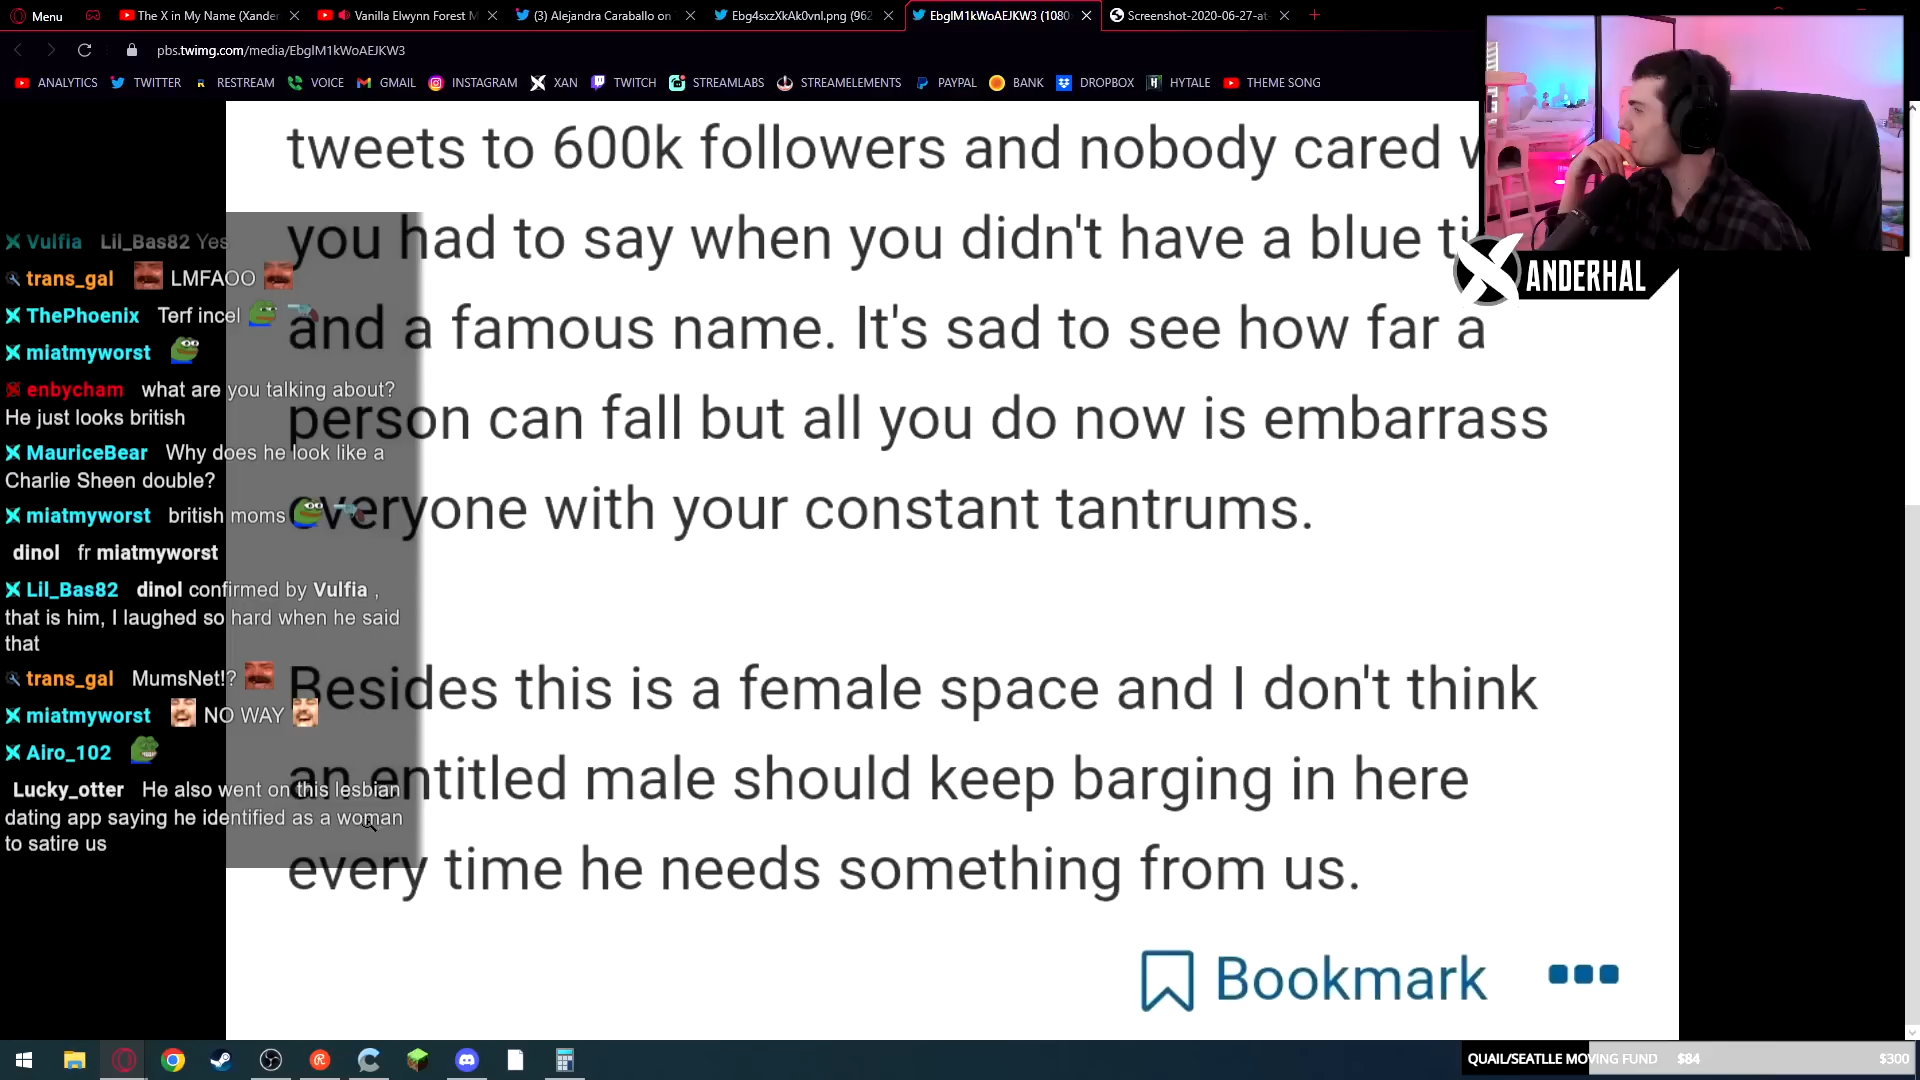 Menu
The X in My Name (Xander
Vanilla Elwynn Forest M
(3) Alejandra Caraballo on
Ebg4sxzXkAk0vnl.png (962
EbglM1kWoAEJKW3 (1080
Screenshot-2020-06-27-at-
pbs.twimg.com/media/EbglM1kWoAEJKW3
ANALYTICS TWITTER RESTREAM VOICE GMAIL INSTAGRAM XAN TWITCH STREAMLABS STREAMELEMENTS PAYPAL BANK DROPBOX HYTALE THEME SONG
tweets to 600k followers and nobody cared
you had to say when you didn't have a blue
and a famous name. It's sad to see how far a
person can fall but all you do now is embarrass
everyone with your constant tantrums.
Besides this is a female space and I don't think
an entitled male should keep barging in here
every time he needs something from us.
Bookmark
Vulfia Lil_Bas82 Yes
trans_gal LMFAOO
ThePhoenix Terf incel
miatmyworst
enbycham what are you talking about?
He just looks british
MauriceBear Why does he look like a
Charlie Sheen double?
miatmyworst british moms
dinol fr miatmyworst
Lil_Bas82 dinol confirmed by Vulfia ,
that is him, I laughed so hard when he said
that
trans_gal MumsNet!?
miatmyworst NO WAY
Airo_102
Lucky_otter He also went on this lesbian
dating app saying he identified as a woman
to satire us
XANDERHAL
QUAIL/SEATLLE MOVING FUND $84 $300